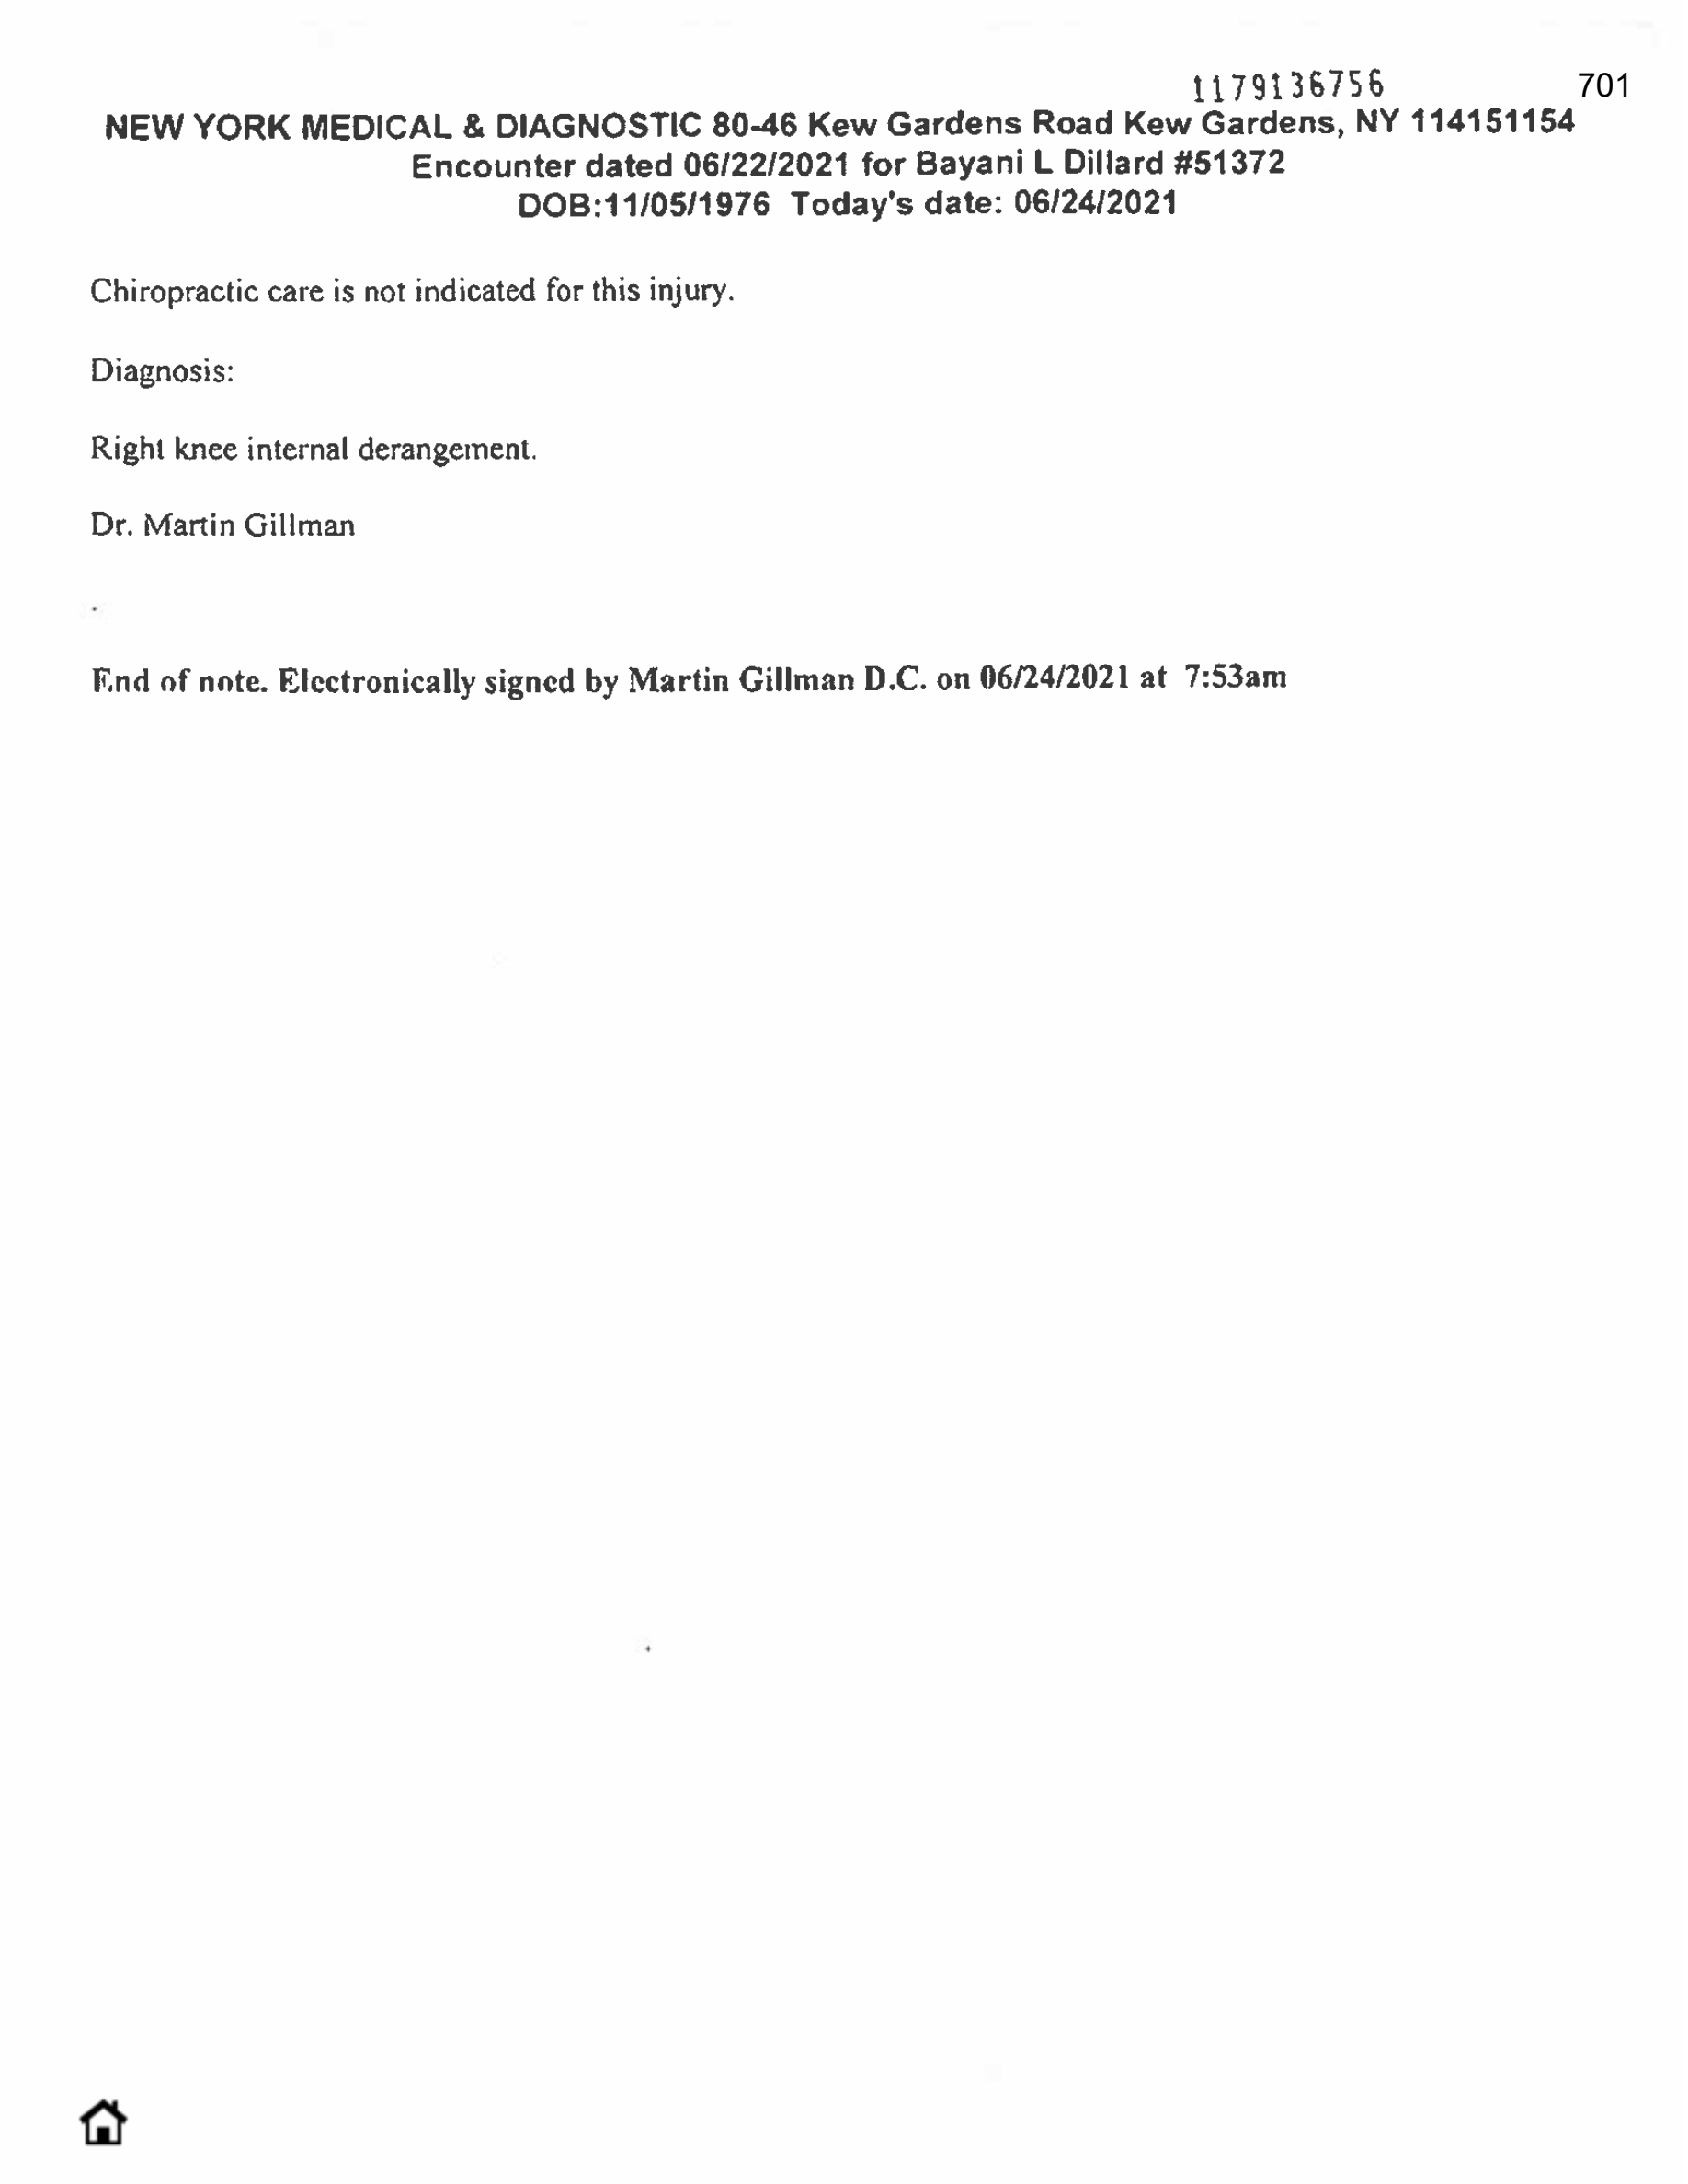 1179136756 701
NEW YORK MEDICAL & DIAGNOSTIC 80-46 Kew Gardens Road Kew Gardens, NY 114151154
Encounter dated 06/22/2021 for Bayani L Dillard #51372
DOB:11/05/1976 Today's date: 06/24/2021
Chiropractic care is not indicated for this injury.
Diagnosis:
Right knee internal derangement.
Dr. Martin Gillman
.
End of note. Electronically signed by Martin Gillman D.C. on 06/24/2021 at 7:53am